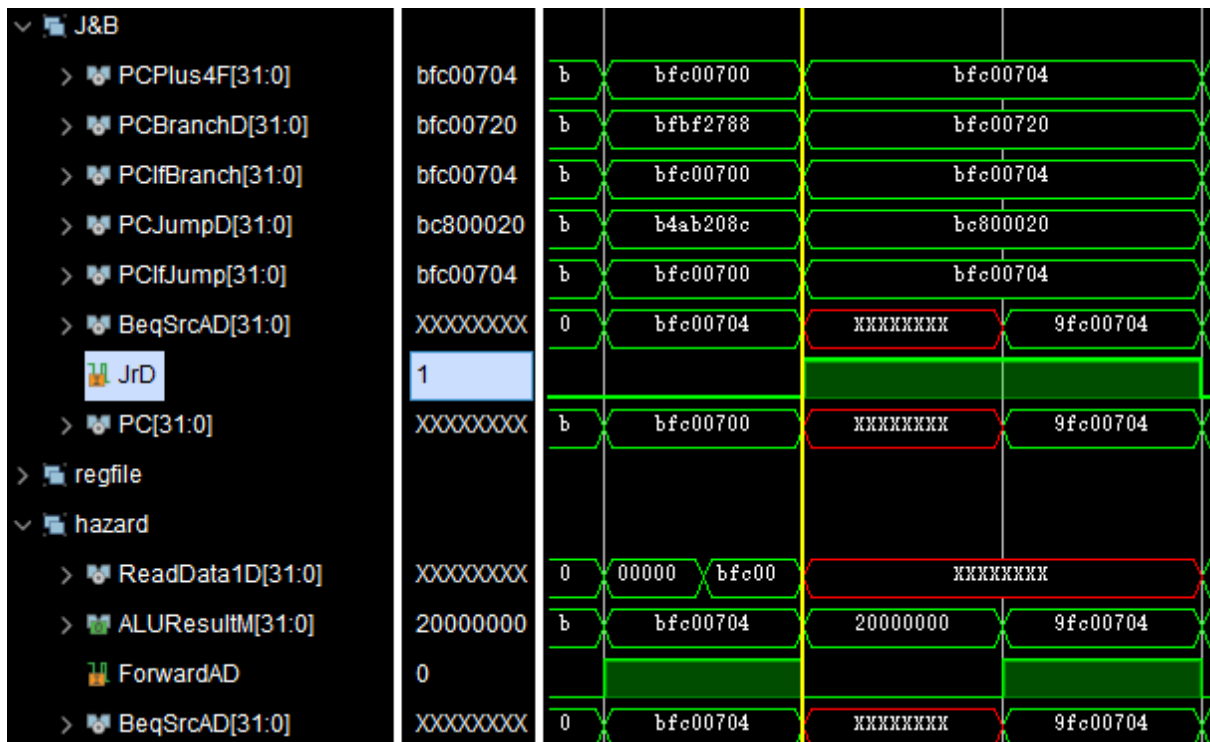 J&B
PCPlus4F[31:0] bfc00704 b bfc00700 bfc00704
PCBranchD[31:0] bfc00720 b bfbf2788 bfc00720
PCIfBranch[31:0] bfc00704 b bfc00700 bfc00704
PCJumpD[31:0] bc800020 b b4ab208c bc800020
PCIfJump[31:0] bfc00704 b bfc00700 bfc00704
BeqSrcAD[31:0] XXXXXXXX 0 bfc00704 XXXXXXXX 9fc00704
JrD 1
PC[31:0] XXXXXXXX b bfc00700 XXXXXXXX 9fc00704
regfile
hazard
ReadData1D[31:0] XXXXXXXX 0 00000 bfc00 XXXXXXXX
ALUResultM[31:0] 20000000 b bfc00704 20000000 9fc00704
ForwardAD 0
BeqSrcAD[31:0] XXXXXXXX 0 bfc00704 XXXXXXXX 9fc00704